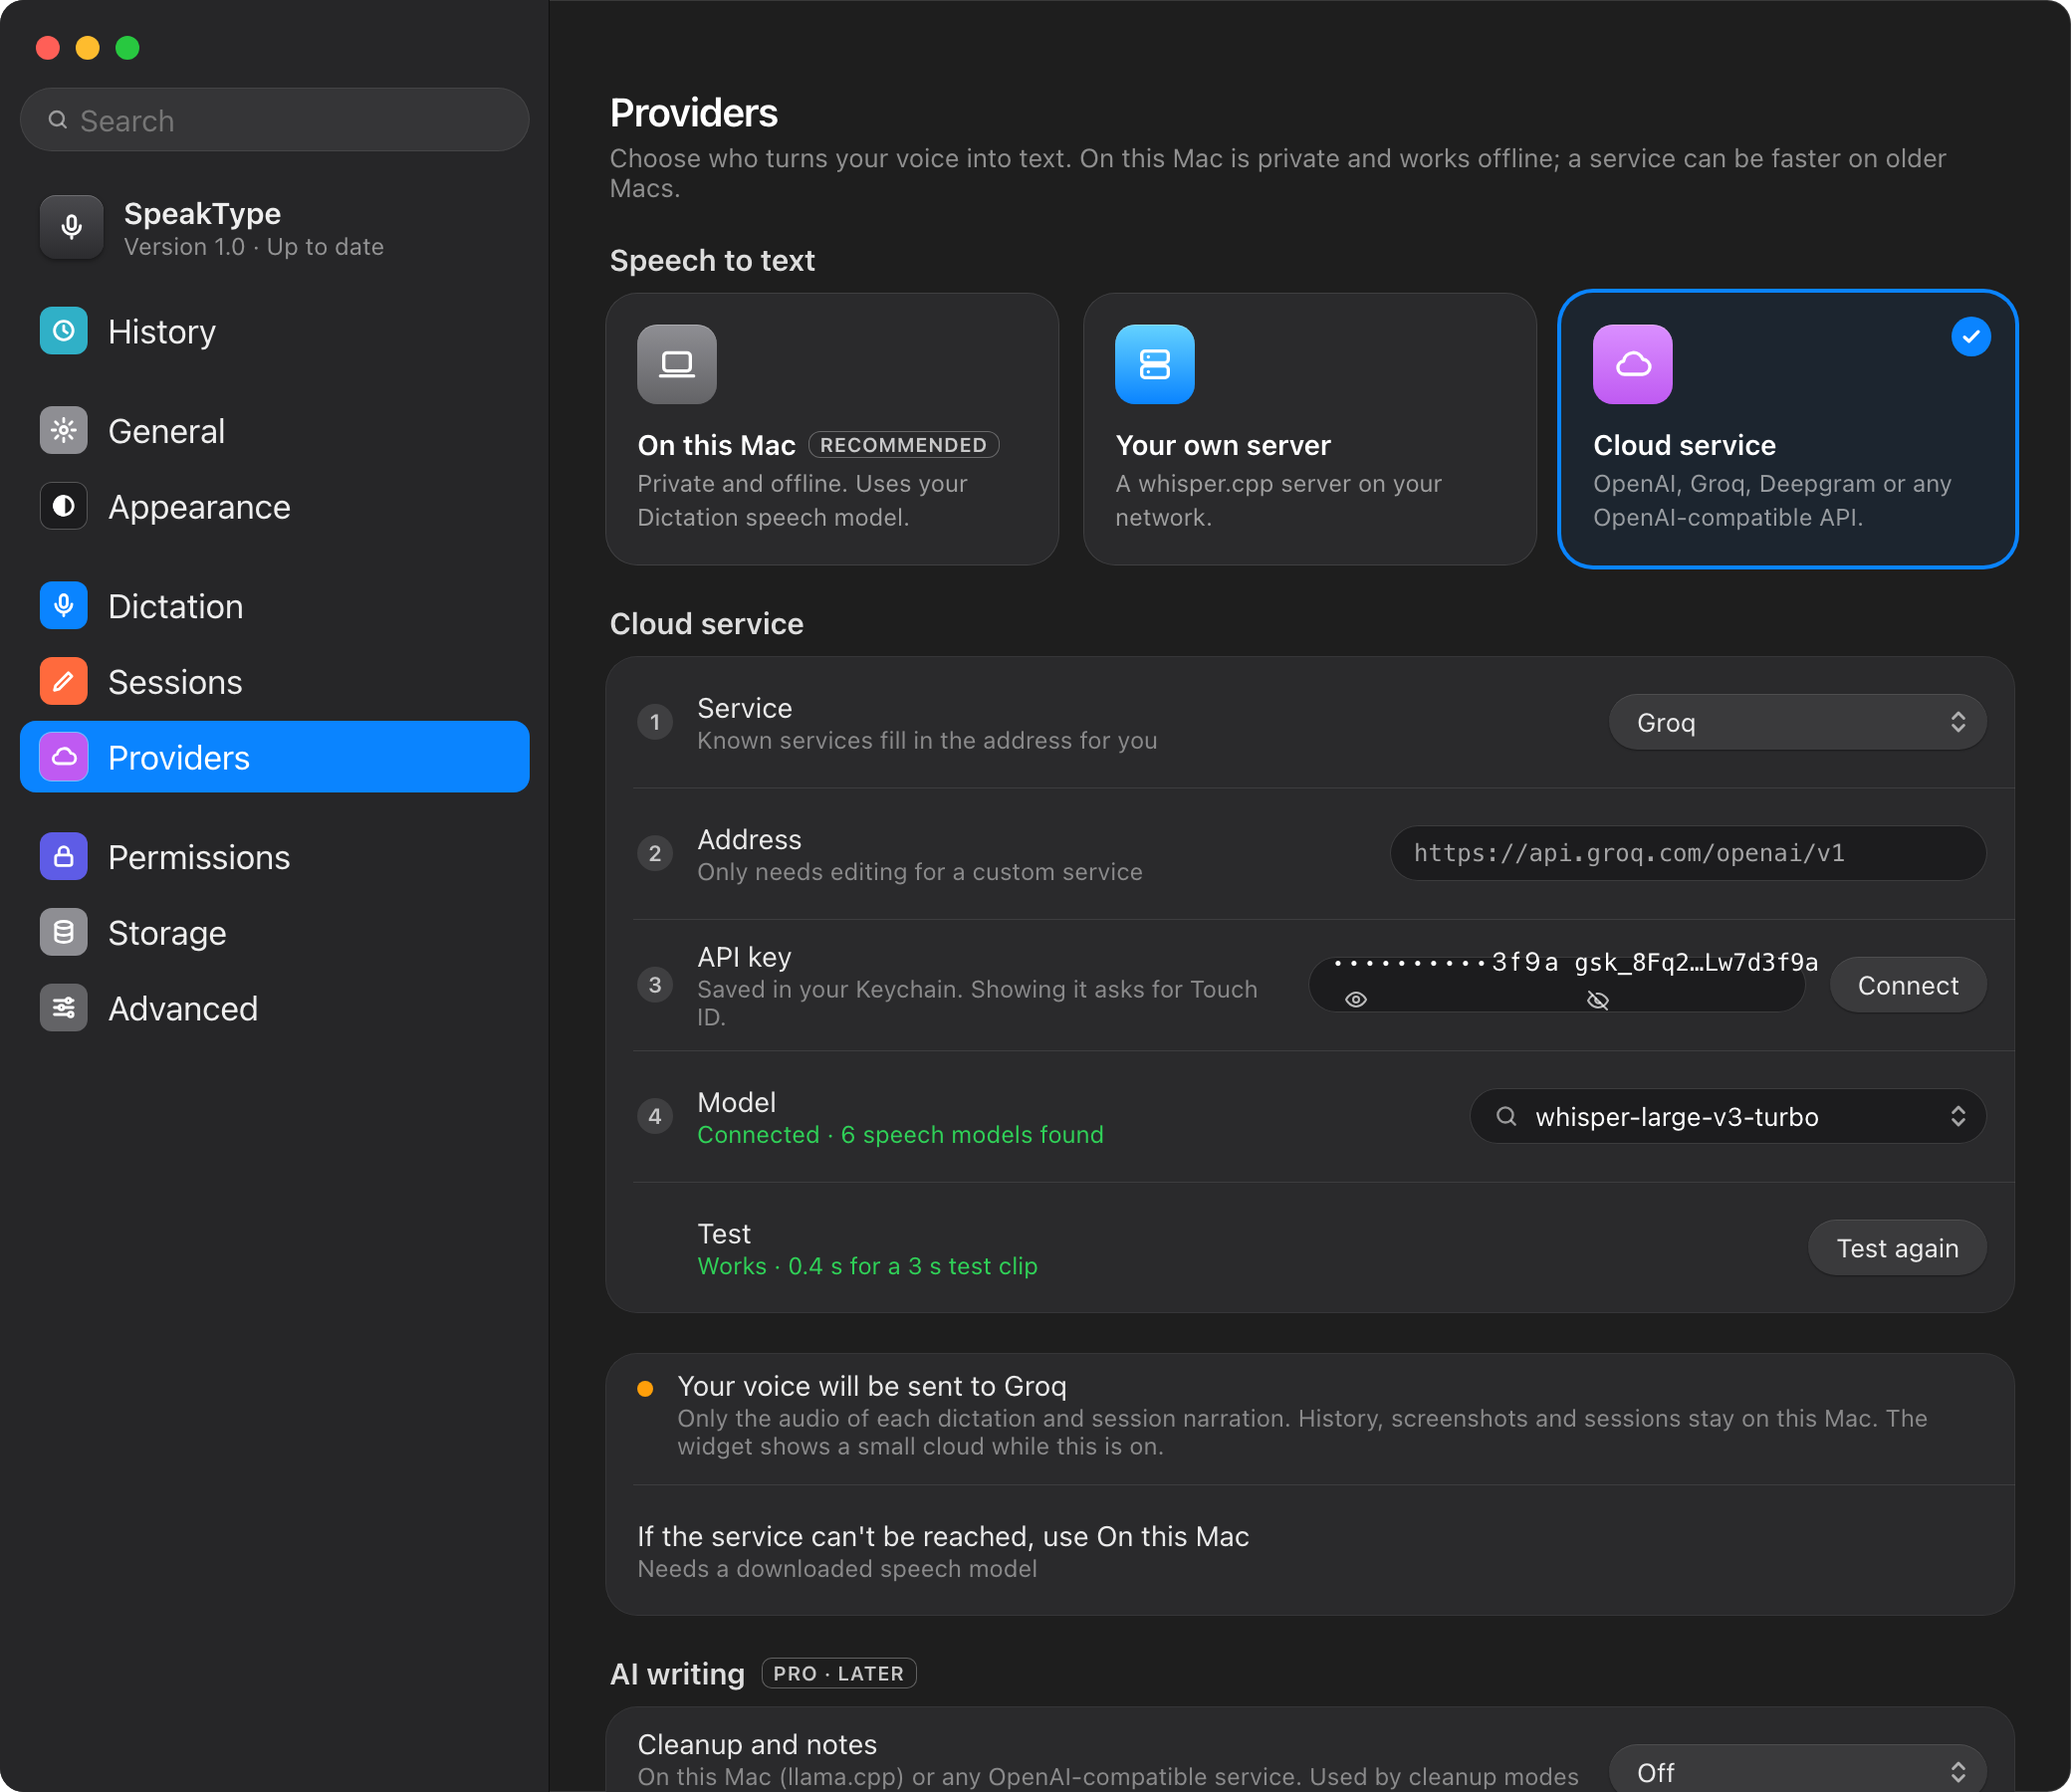 Search
SpeakType
Version 1.0 · Up to date
History
General
Appearance
Dictation
Sessions
Providers
Permissions
Storage
Advanced
Providers
Choose who turns your voice into text. On this Mac is private and works offline; a service can be faster on older
Macs.
Speech to text
On this Mac RECOMMENDED
Private and offline. Uses your
Dictation speech model.
Your own server
A whisper.cpp server on your
network.
Cloud service
OpenAI, Groq, Deepgram or any
OpenAI-compatible API.
Cloud service
1 Service
Known services fill in the address for you
Groq
2 Address
Only needs editing for a custom service
https://api.groq.com/openai/v1
3 API key
Saved in your Keychain. Showing it asks for Touch
ID.
••••••••••3f9a gsk_8Fq2…Lw7d3f9a
Connect
4 Model
Connected · 6 speech models found
whisper-large-v3-turbo
Test
Works · 0.4 s for a 3 s test clip
Test again
Your voice will be sent to Groq
Only the audio of each dictation and session narration. History, screenshots and sessions stay on this Mac. The
widget shows a small cloud while this is on.
If the service can't be reached, use On this Mac
Needs a downloaded speech model
AI writing PRO · LATER
Cleanup and notes
On this Mac (llama.cpp) or any OpenAI-compatible service. Used by cleanup modes
Off